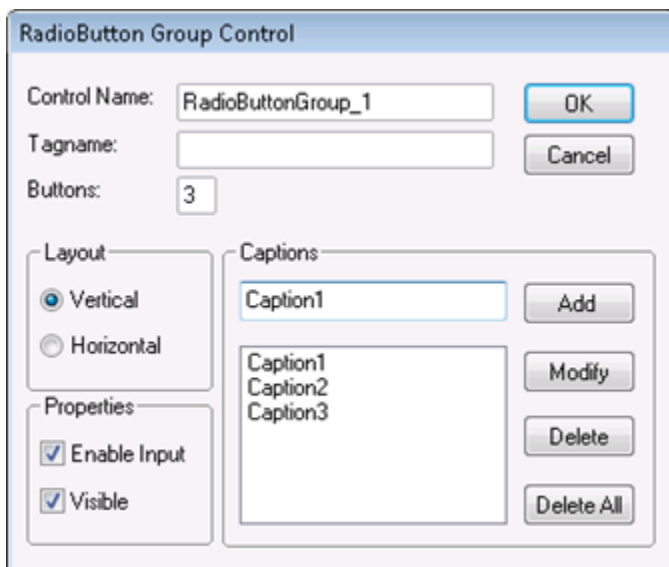 RadioButton Group Control
Control Name: RadioButtonGroup_1 OK
Tagname: Cancel
Buttons: 3
Layout
Vertical
Horizontal
Properties
Enable Input
Visible
Captions
Caption1 Add
Caption1
Caption2
Caption3
Modify
Delete
Delete All